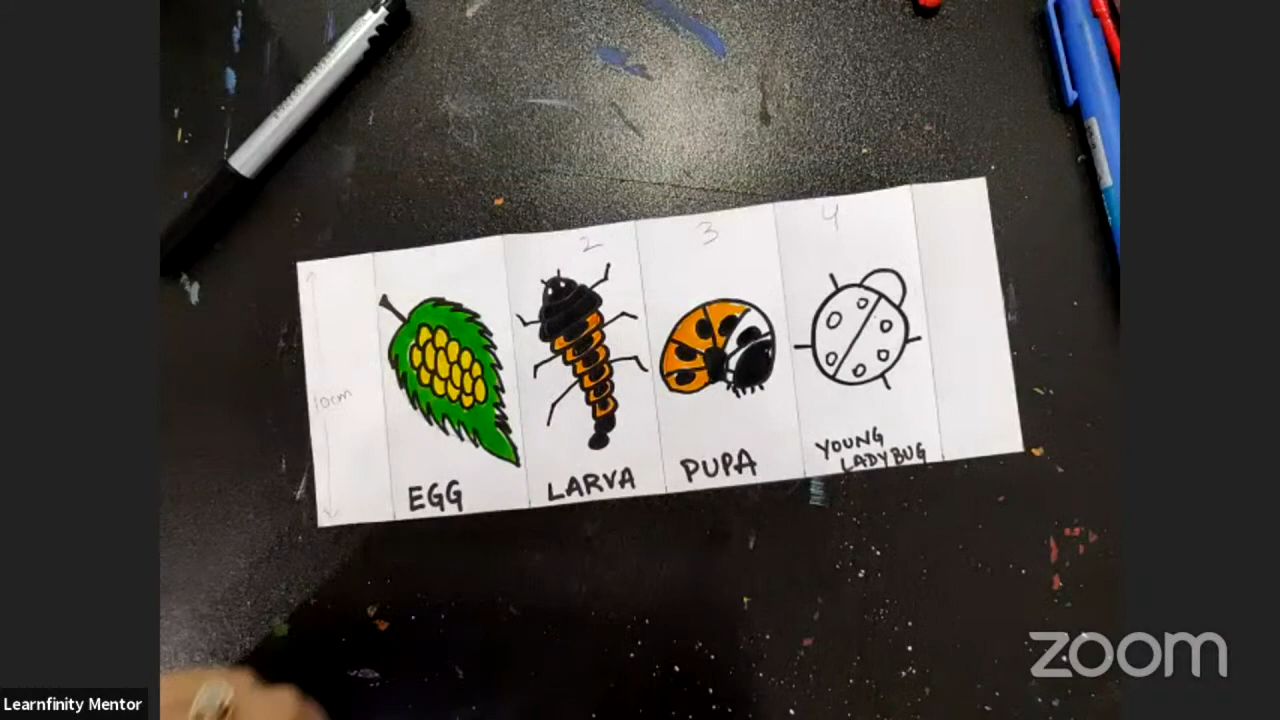 2
3
4
10cm
EGG
LARVA
PUPA
YOUNG
LADYBUG
zoom
Learnfinity Mentor